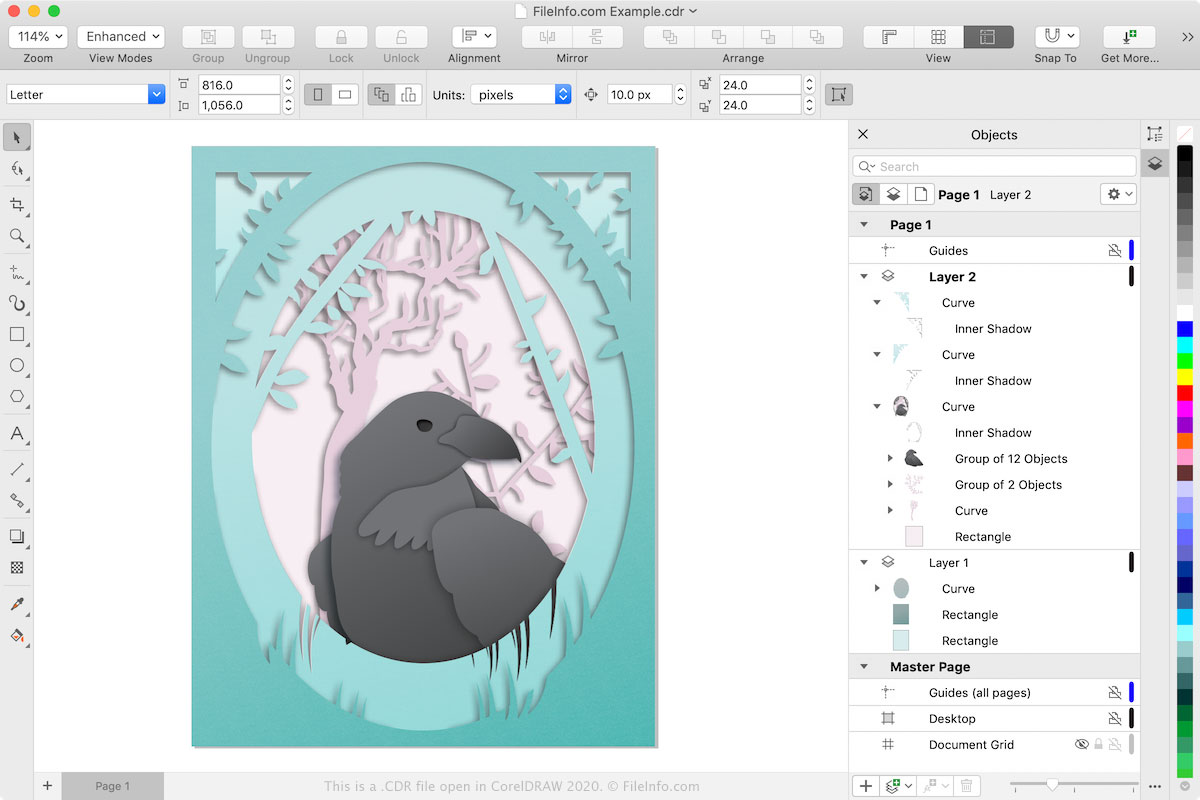 FileInfo.com Example.cdr
114%
Enhanced
Zoom
View Modes
Group
Ungroup
Lock
Unlock
Alignment
Mirror
Arrange
View
Snap To
Get More...
Letter
816.0
1,056.0
Units:
pixels
10.0 px
24.0
24.0
Objects
Search
Page 1
Layer 2
Page 1
Guides
Layer 2
Curve
Inner Shadow
Curve
Inner Shadow
Curve
Inner Shadow
Group of 12 Objects
Group of 2 Objects
Curve
Rectangle
Layer 1
Curve
Rectangle
Rectangle
Master Page
Guides (all pages)
Desktop
Document Grid
Page 1
This is a .CDR file open in CorelDRAW 2020. © FileInfo.com